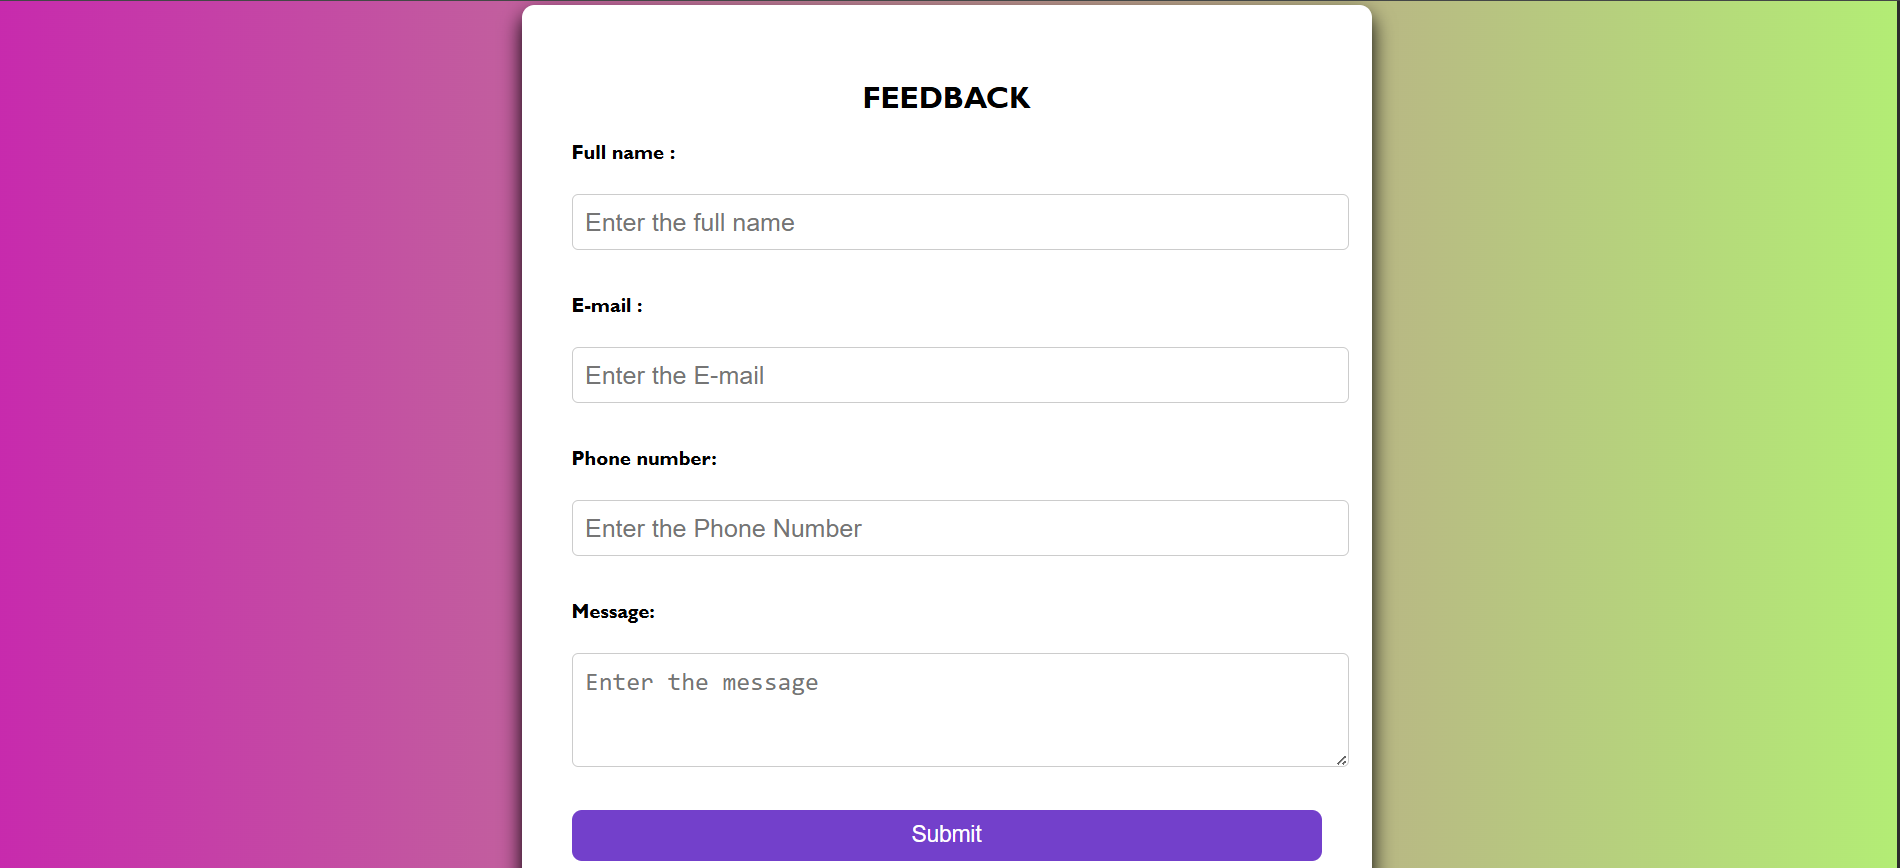 FEEDBACK
Full name :
Enter the full name
E-mail :
Enter the E-mail
Phone number:
Enter the Phone Number
Message:
Enter the message
Submit